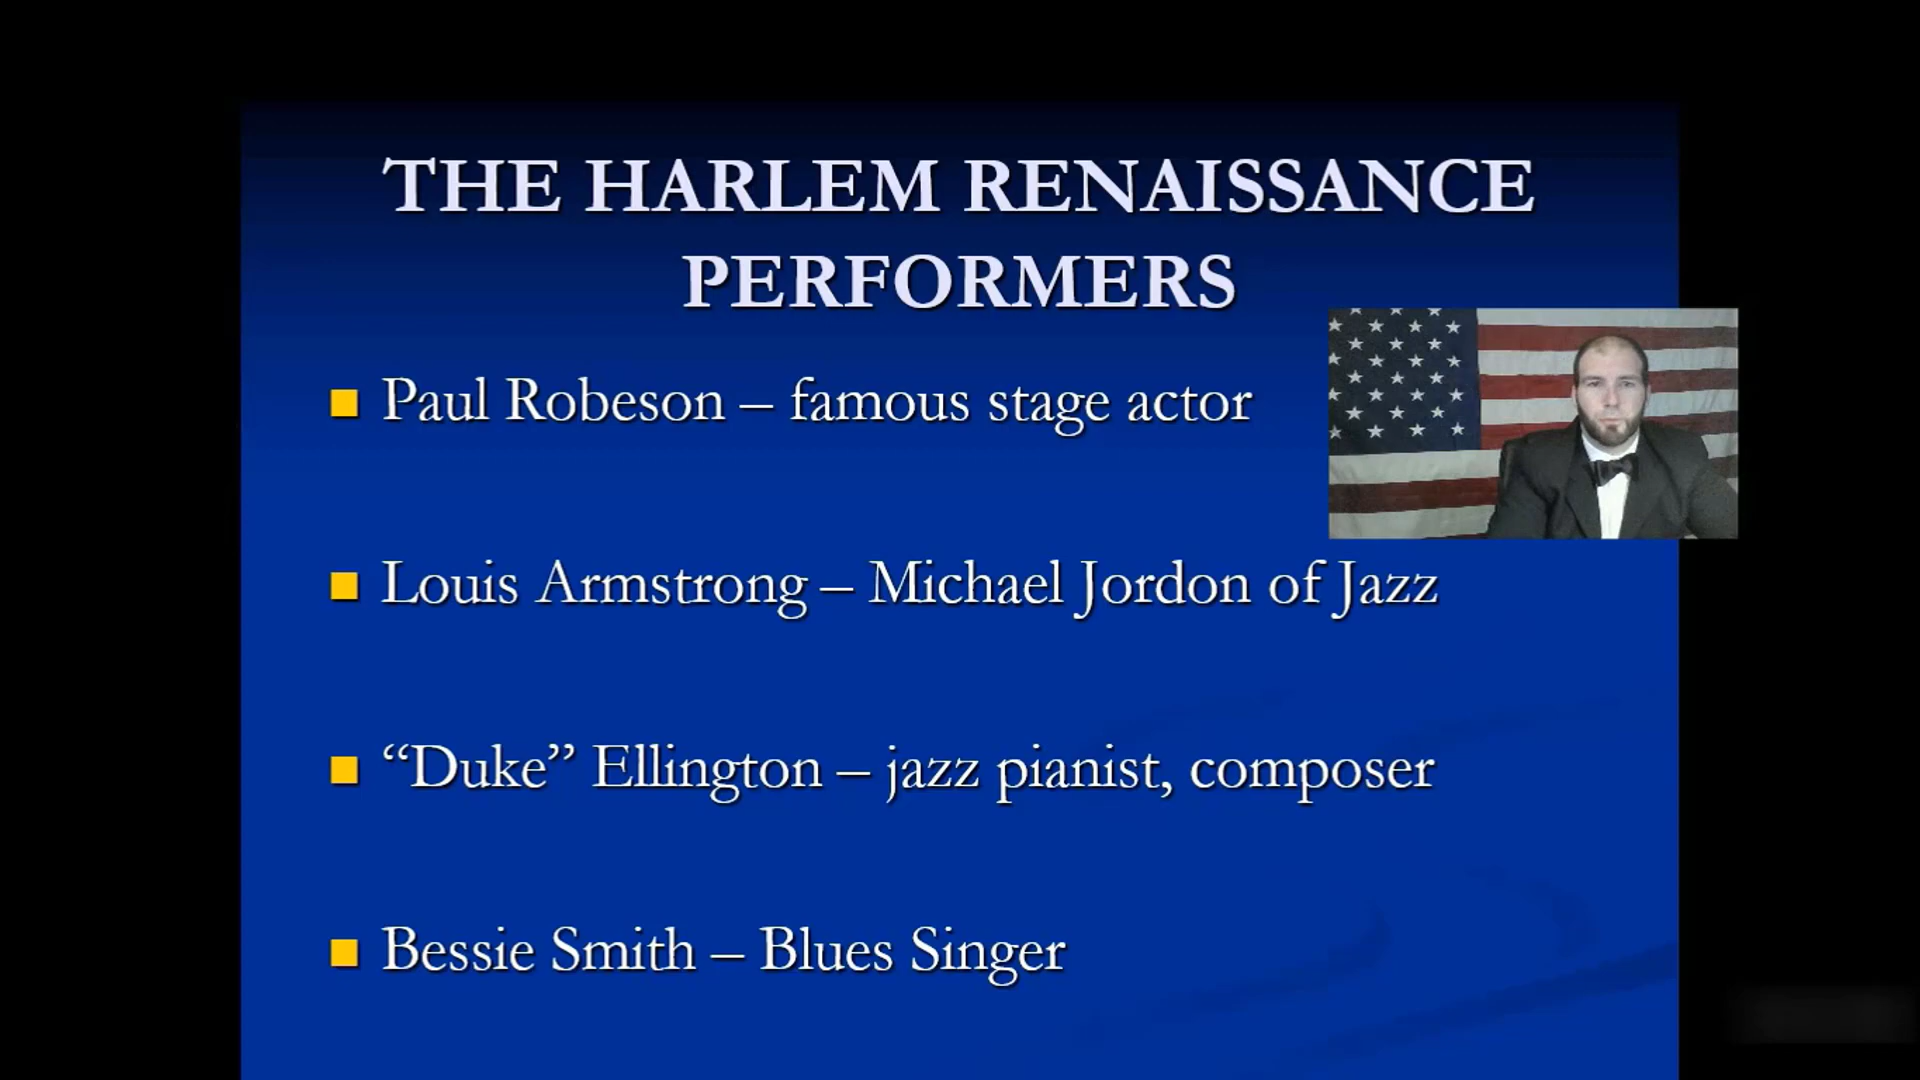 THE HARLEM RENAISSANCE
PERFORMERS
Paul Robeson – famous stage actor
Louis Armstrong – Michael Jordon of Jazz
“Duke” Ellington – jazz pianist, composer
Bessie Smith – Blues Singer